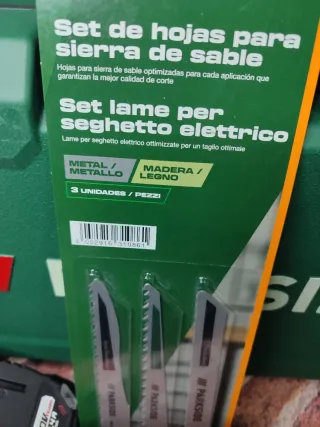 Set de hojas para
sierra de sable
Hojas para sierra de sable optimizadas para cada aplicación que
garantizan la mejor calidad de corte
Set lame per
seghetto elettrico
Lame per seghetto elettrico ottimizzate per un taglio ottimale
METAL /
METALLO
MADERA /
LEGNO
3 UNIDADES / PEZZI
/// PARKSIDE
/// PARKSIDE
/// PARKSIDE